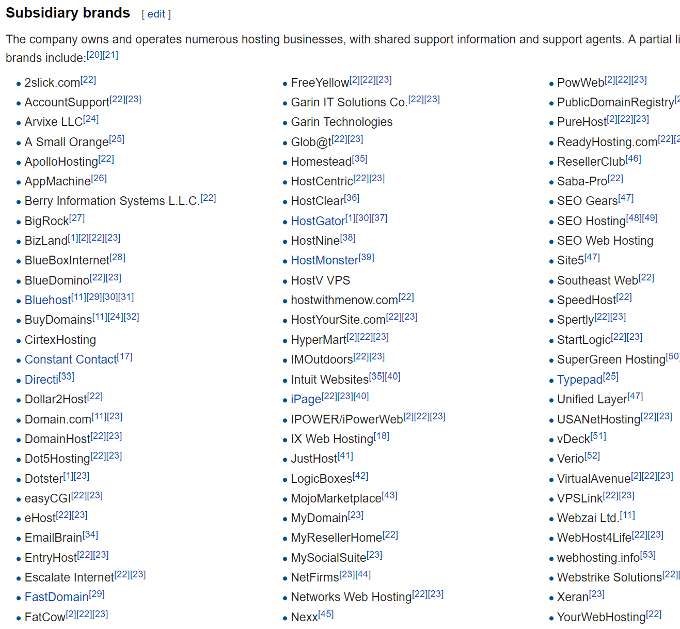 Subsidiary brands [ edit ]
The company owns and operates numerous hosting businesses, with shared support information and support agents. A partial li
brands include:[20][21]
2slick.com[22]
AccountSupport[22][23]
Arvixe LLC[24]
A Small Orange[25]
ApolloHosting[22]
AppMachine[26]
Berry Information Systems L.L.C.[22]
BigRock[27]
BizLand[1][2][22][23]
BlueBoxInternet[28]
BlueDomino[22][23]
Bluehost[11][29][30][31]
BuyDomains[11][24][32]
CirtexHosting
Constant Contact[17]
Directi[33]
Dollar2Host[22]
Domain.com[11][23]
DomainHost[22][23]
Dot5Hosting[22][23]
Dotster[1][23]
easyCGI[22][23]
eHost[22][23]
EmailBrain[34]
EntryHost[22][23]
Escalate Internet[22][23]
FastDomain[29]
FatCow[2][22][23]
FreeYellow[2][22][23]
Garin IT Solutions Co.[22][23]
Garin Technologies
Glob@t[22][23]
Homestead[35]
HostCentric[22][23]
HostClear[36]
HostGator[1][30][37]
HostNine[38]
HostMonster[39]
HostV VPS
hostwithmenow.com[22]
HostYourSite.com[22][23]
HyperMart[2][22][23]
IMOutdoors[22][23]
Intuit Websites[35][40]
iPage[22][23][40]
IPOWER/iPowerWeb[2][22][23]
IX Web Hosting[18]
JustHost[41]
LogicBoxes[42]
MojoMarketplace[43]
MyDomain[23]
MyResellerHome[22]
MySocialSuite[23]
NetFirms[23][44]
Networks Web Hosting[22][23]
Nexx[45]
PowWeb[2][22][23]
PublicDomainRegistry[2
PureHost[2][22][23]
ReadyHosting.com[22][2
ResellerClub[46]
Saba-Pro[22]
SEO Gears[47]
SEO Hosting[48][49]
SEO Web Hosting
Site5[47]
Southeast Web[22]
SpeedHost[22]
Spertly[22][23]
StartLogic[22][23]
SuperGreen Hosting[50]
Typepad[25]
Unified Layer[47]
USANetHosting[22][23]
vDeck[51]
Verio[52]
VirtualAvenue[2][22][23]
VPSLink[22][23]
Webzai Ltd.[11]
WebHost4Life[22][23]
webhosting.info[53]
Webstrike Solutions[22][
Xeran[23]
YourWebHosting[22]